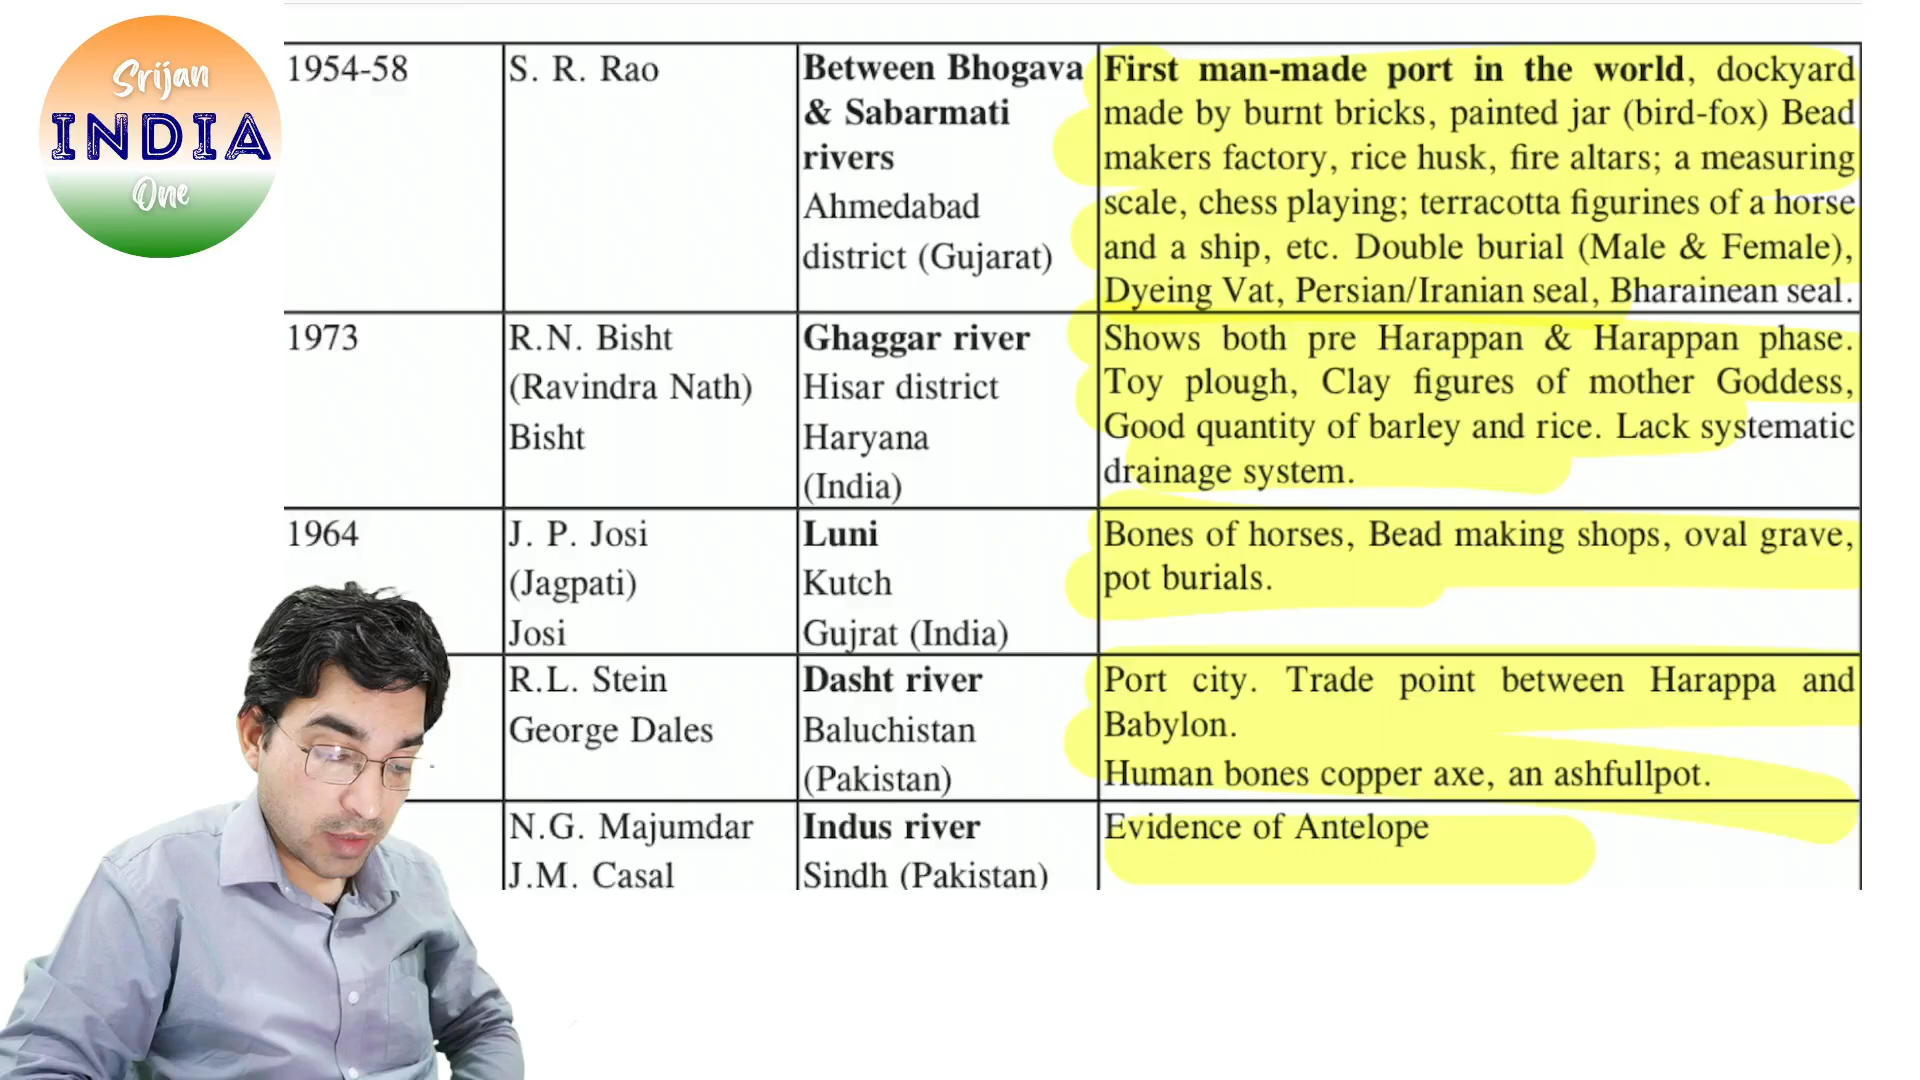 Srijan
INDIA
One
1954-58
S. R. Rao
Between Bhogava
& Sabarmati
rivers
Ahmedabad
district (Gujarat)
First man-made port in the world, dockyard
made by burnt bricks, painted jar (bird-fox) Bead
makers factory, rice husk, fire altars; a measuring
scale, chess playing; terracotta figurines of a horse
and a ship, etc. Double burial (Male & Female),
Dyeing Vat, Persian/Iranian seal, Bharainean seal.
1973
R.N. Bisht
(Ravindra Nath)
Bisht
Ghaggar river
Hisar district
Haryana
(India)
Shows both pre Harappan & Harappan phase.
Toy plough, Clay figures of mother Goddess,
Good quantity of barley and rice. Lack systematic
drainage system.
1964
J. P. Josi
(Jagpati)
Josi
Luni
Kutch
Gujrat (India)
Bones of horses, Bead making shops, oval grave,
pot burials.
R.L. Stein
George Dales
Dasht river
Baluchistan
(Pakistan)
Port city. Trade point between Harappa and
Babylon.
Human bones copper axe, an ashfullpot.
N.G. Majumdar
J.M. Casal
Indus river
Sindh (Pakistan)
Evidence of Antelope